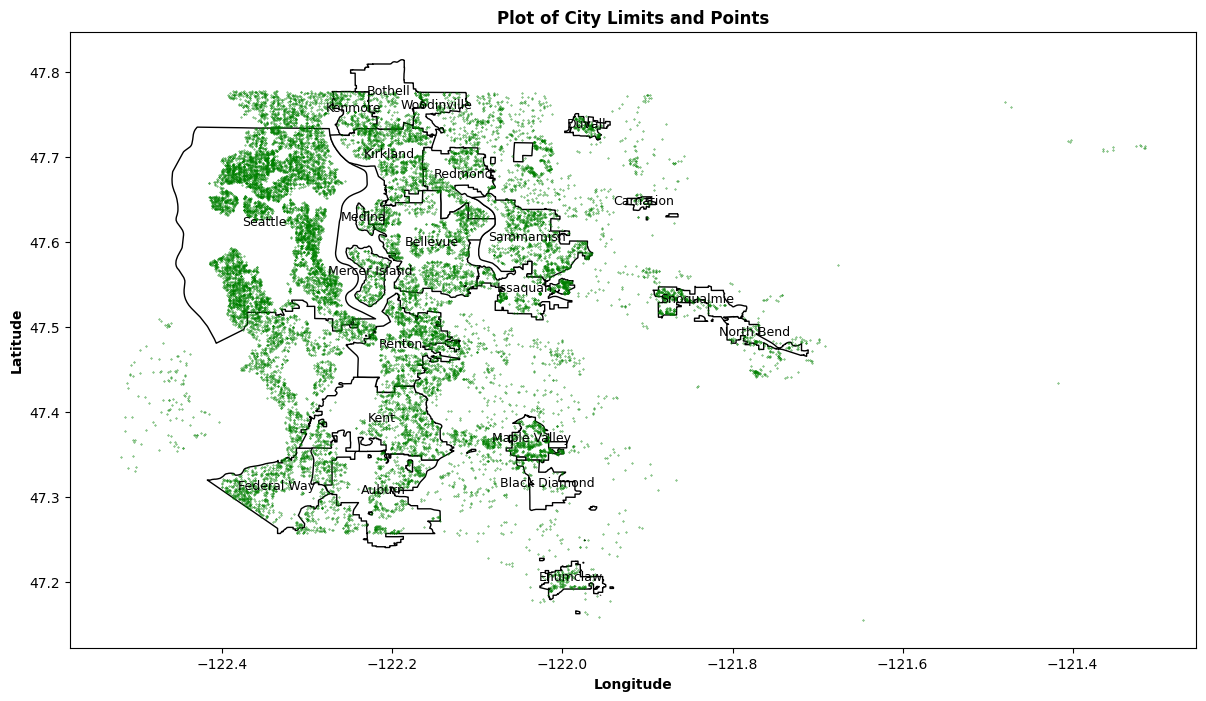 Plot of City Limits and Points
47.8
47.7
47.6
47.5
47.4
47.3
47.2
Latitude
Bothell
Kenmore
Woodinville
Duvall
Kirkland
Redmond
Carnation
Medina
Seattle
Sammamish
Bellevue
Mercer Island
Issaquah
Snoqualmie
North Bend
Renton
Kent
Maple Valley
Federal Way
Auburn
Black Diamond
Enumclaw
−122.4
−122.2
−122.0
−121.8
−121.6
−121.4
Longitude